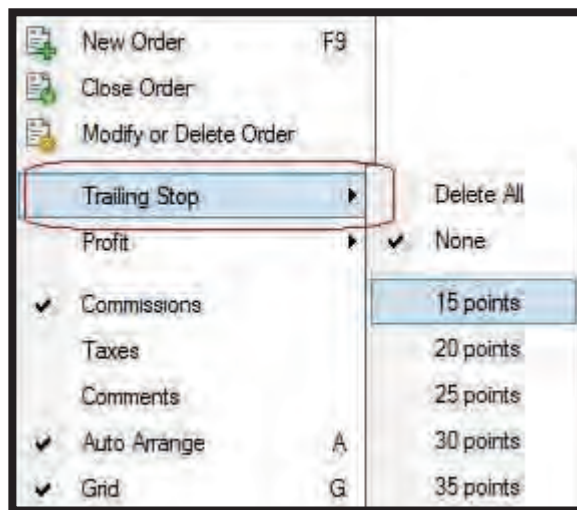 New Order F9
Close Order
Modify or Delete Order
Trailing Stop
Profit
Commissions
Taxes
Comments
Auto Arrange A
Grid G
Delete All
None
15 points
20 points
25 points
30 points
35 points